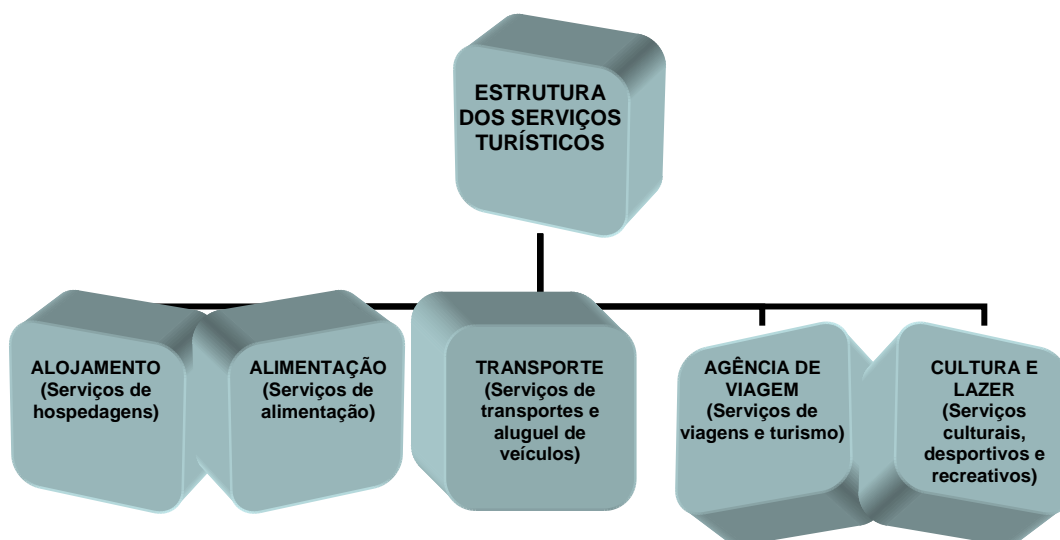 ESTRUTURA
DOS SERVIÇOS
TURÍSTICOS
ALOJAMENTO
(Serviços de
hospedagens)
ALIMENTAÇÃO
(Serviços de
alimentação)
TRANSPORTE
(Serviços de
transportes e
aluguel de
veículos)
AGÊNCIA DE
VIAGEM
(Serviços de
viagens e turismo)
CULTURA E
LAZER
(Serviços
culturais,
desportivos e
recreativos)